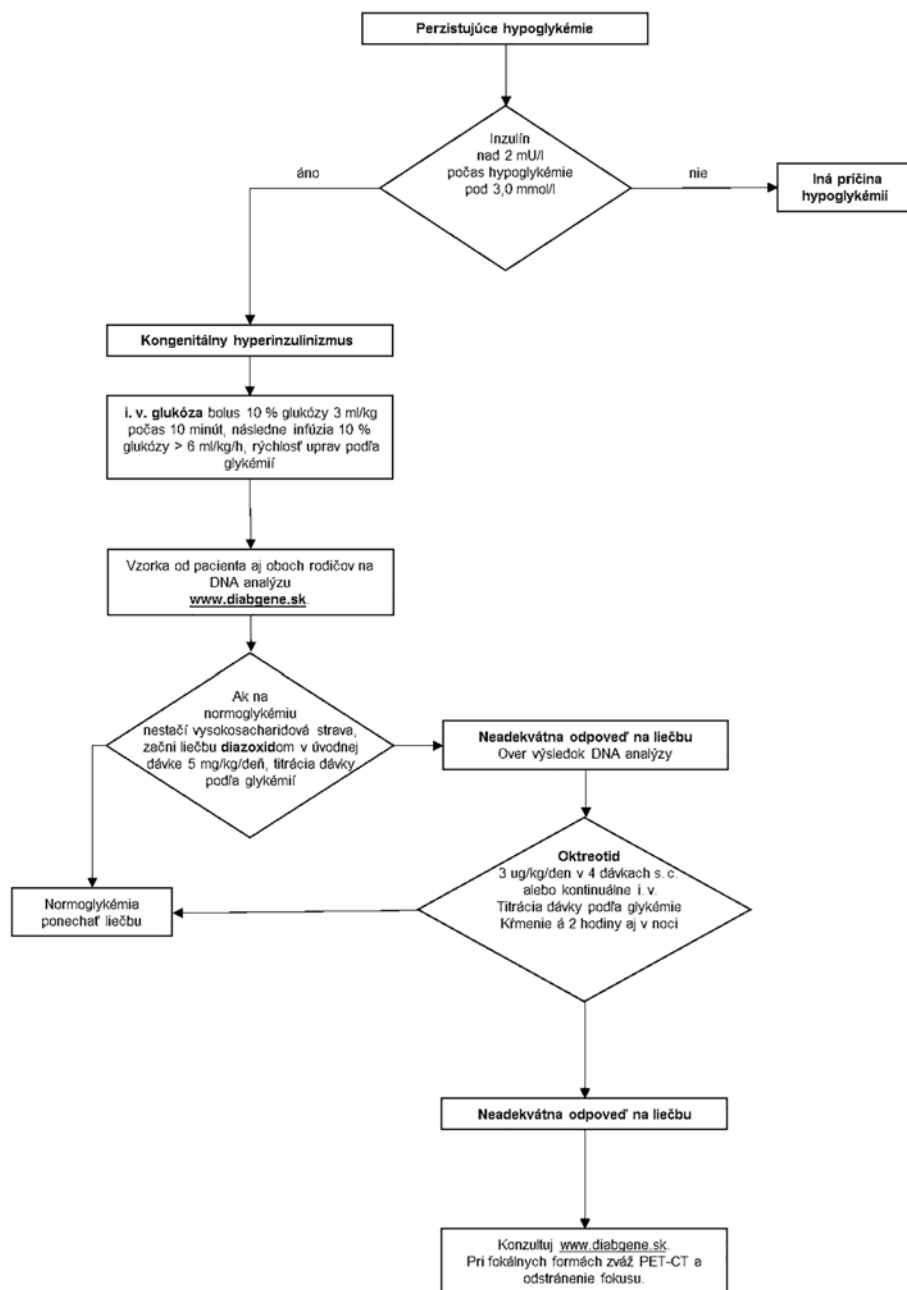 Perzistujúce hypoglykémie
Inzulín
nad 2 mU/l
počas hypoglykémie
pod 3,0 mmol/l
áno
nie
Iná príčina
hypoglykémií
Kongenitálny hyperinzulinizmus
i. v. glukóza bolus 10 % glukózy 3 ml/kg
počas 10 minút, následne infúzia 10 %
glukózy > 6 ml/kg/h, rýchlosť uprav podľa
glykémií
Vzorka od pacienta aj oboch rodičov na
DNA analýzu
www.diabgene.sk.
Ak na
normoglykémiu
nestačí vysokosacharidová strava,
začni liečbu diazoxidom v úvodnej
dávke 5 mg/kg/deň, titrácia dávky
podľa glykémií
Neadekvátna odpoveď na liečbu
Over výsledok DNA analýzy
Oktreotid
3 ug/kg/den v 4 dávkach s. c.
alebo kontinuálne i. v.
Titrácia dávky podľa glykémie
Kŕmenie á 2 hodiny aj v noci
Normoglykémia
ponechať liečbu
Neadekvátna odpoveď na liečbu
Konzultuj www.diabgene.sk.
Pri fokálnych formách zváž PET-CT a
odstránenie fokusu.